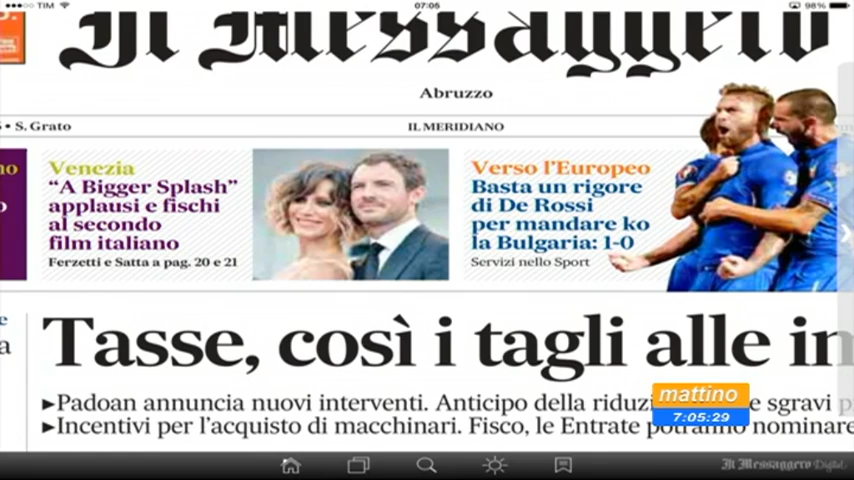 TIM 07:05 98%
Il Messaggero
Abruzzo
• S. Grato
IL MERIDIANO
Venezia
“A Bigger Splash”
applausi e fischi
al secondo
film italiano
Ferzetti e Satta a pag. 20 e 21
Verso l’Europeo
Basta un rigore
di De Rossi
per mandare ko
la Bulgaria: 1-0
Servizi nello Sport
Tasse, così i tagli alle
►Padoan annuncia nuovi interventi. Anticipo della e sgravi
►Incentivi per l’acquisto di macchinari. Fisco, le Entrate potranno nominare
mattino
7:05:29
Il Messaggero Digital